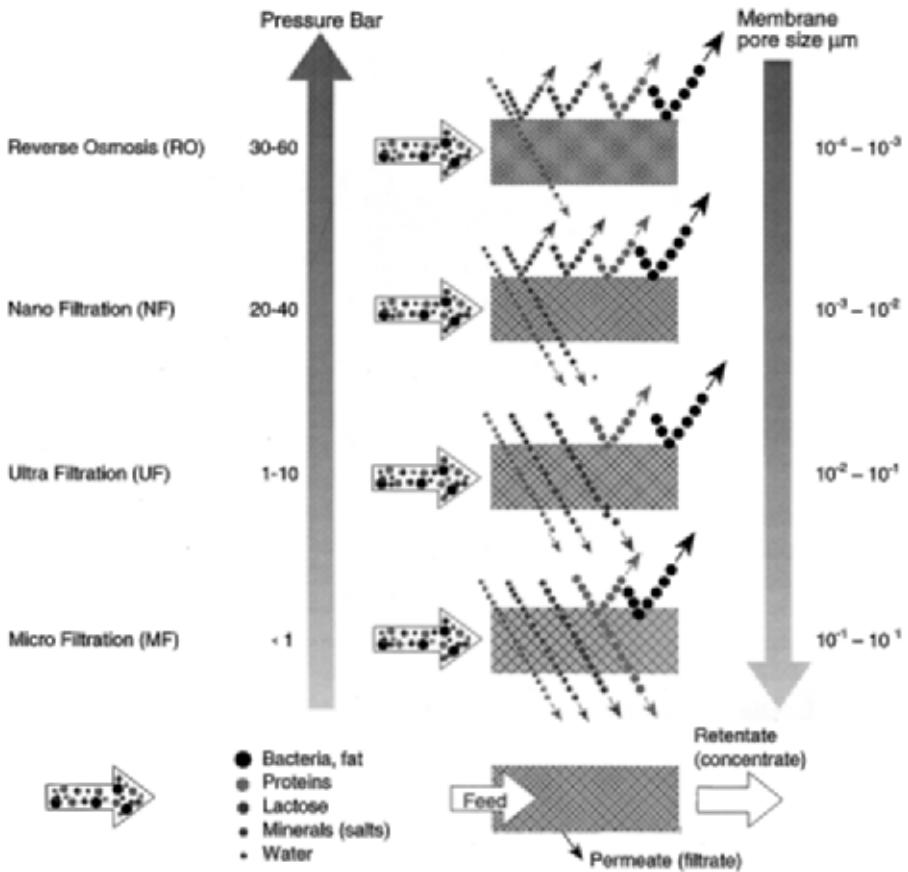 Pressure Bar
Membrane
pore size µm
Reverse Osmosis (RO) 30-60 10⁻⁴ – 10⁻³
Nano Filtration (NF) 20-40 10⁻³ – 10⁻²
Ultra Filtration (UF) 1-10 10⁻² – 10⁻¹
Micro Filtration (MF) < 1 10⁻¹ – 10¹
Retentate
(concentrate)
Bacteria, fat
Proteins
Lactose
Minerals (salts)
Water
Feed
Permeate (filtrate)